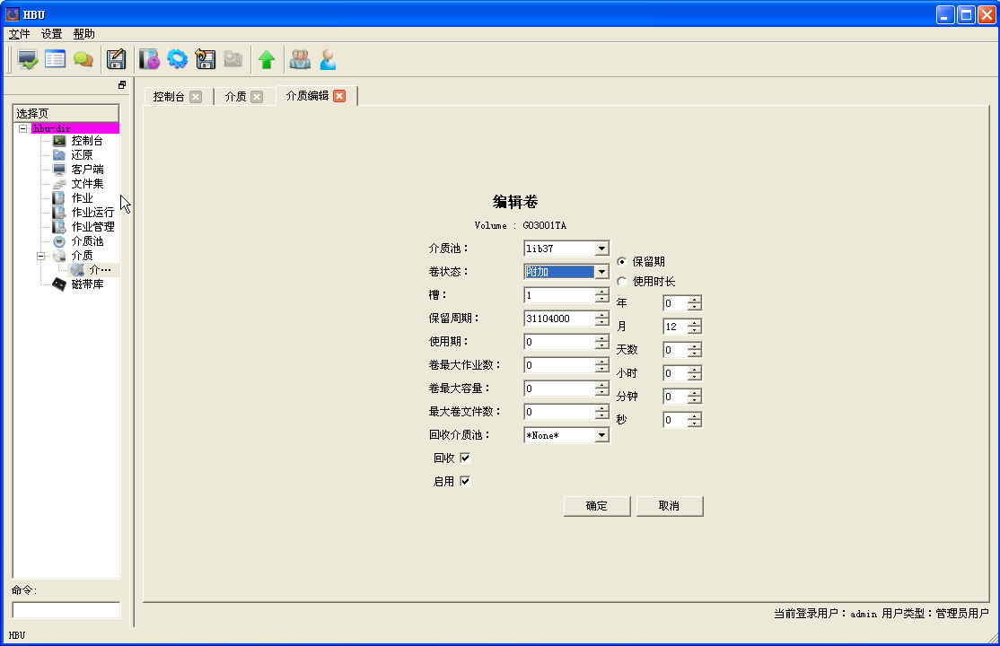 HBU
文件 设置 帮助
控制台 介质 介质编辑
选择页
hbu-dir
控制台
还原
客户端
文件集
作业
作业运行
作业管理
介质池
介质
介…
磁带库
编辑卷
Volume : G03001TA
介质池： lib37
保留期
卷状态： 附加
使用时长
槽： 1
年 0
保留周期： 31104000
月 12
使用期： 0
天数 0
卷最大作业数： 0
小时 0
卷最大容量： 0
分钟 0
最大卷文件数： 0
秒 0
回收介质池： *None*
回收
启用
确定 取消
命令:
当前登录用户：admin 用户类型：管理员用户
HBU